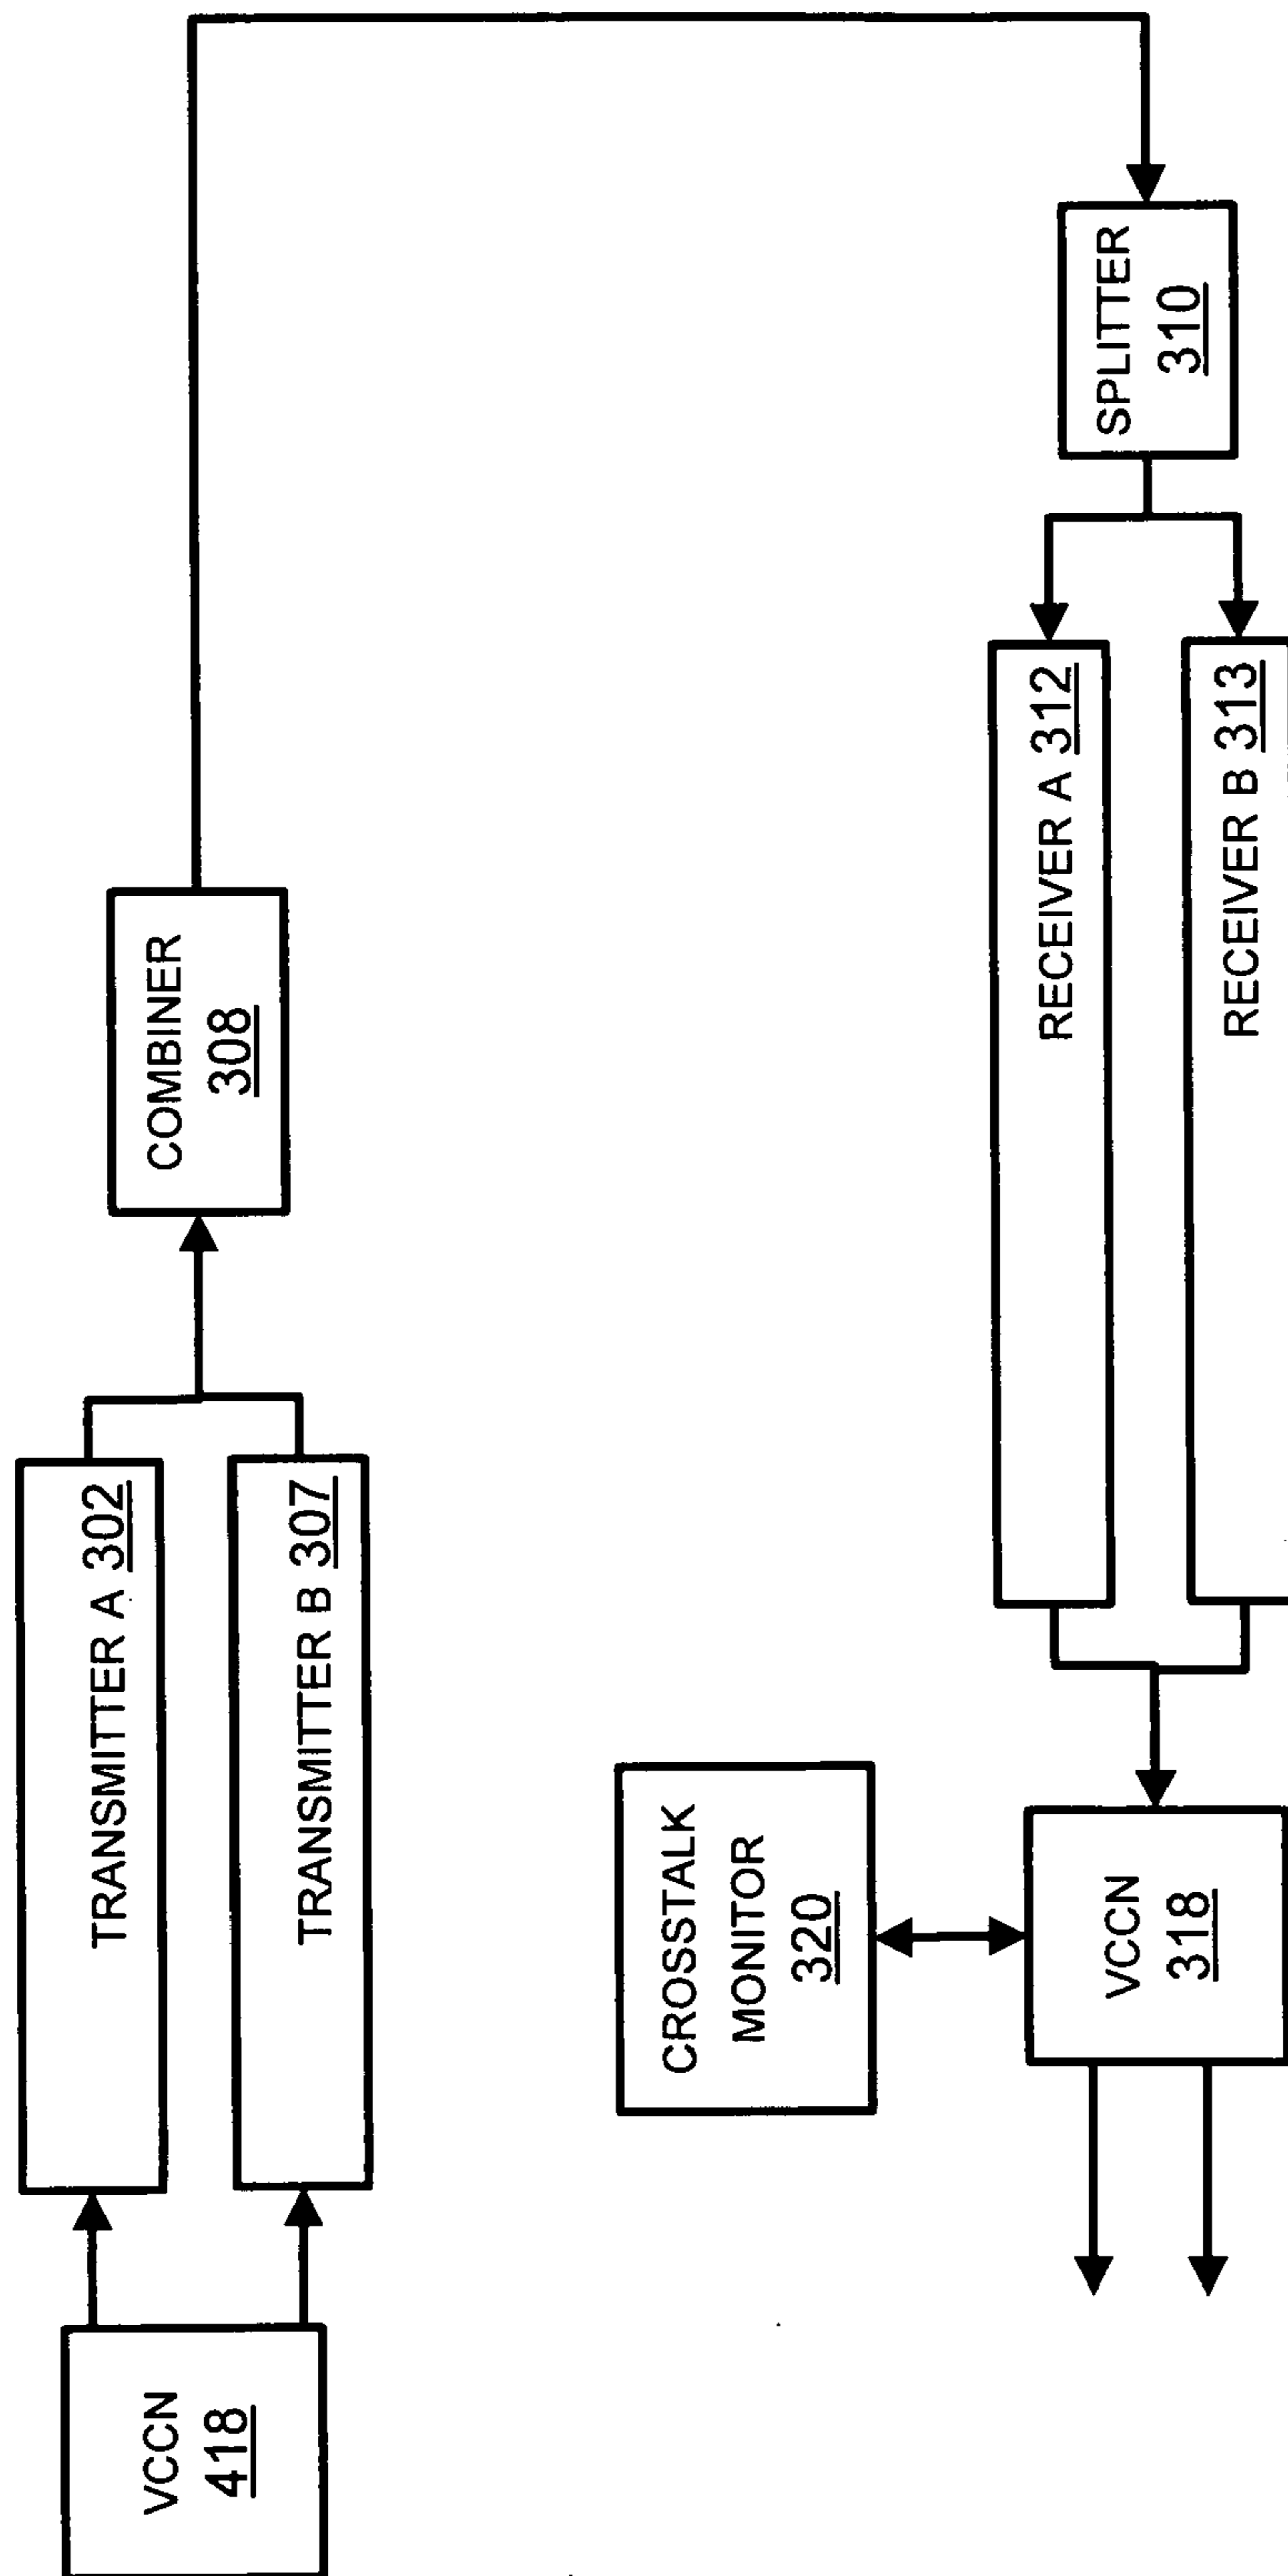 VCCN
418
TRANSMITTER A 302
TRANSMITTER B 307
COMBINER
308
SPLITTER
310
RECEIVER A 312
RECEIVER B 313
VCCN
318
CROSSTALK
MONITOR
320